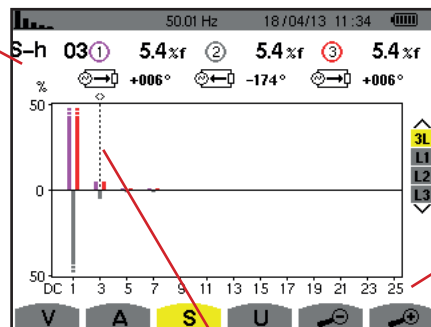 50.01 Hz 18/04/13 11:34
S-h 03 1 5.4%f 2 5.4%f 3 5.4%f
+006° -174° +006°
%
50
3L
L1
L2
L3
0
50
DC 1 3 5 7 9 11 13 15 17 19 21 23 25
V A S U